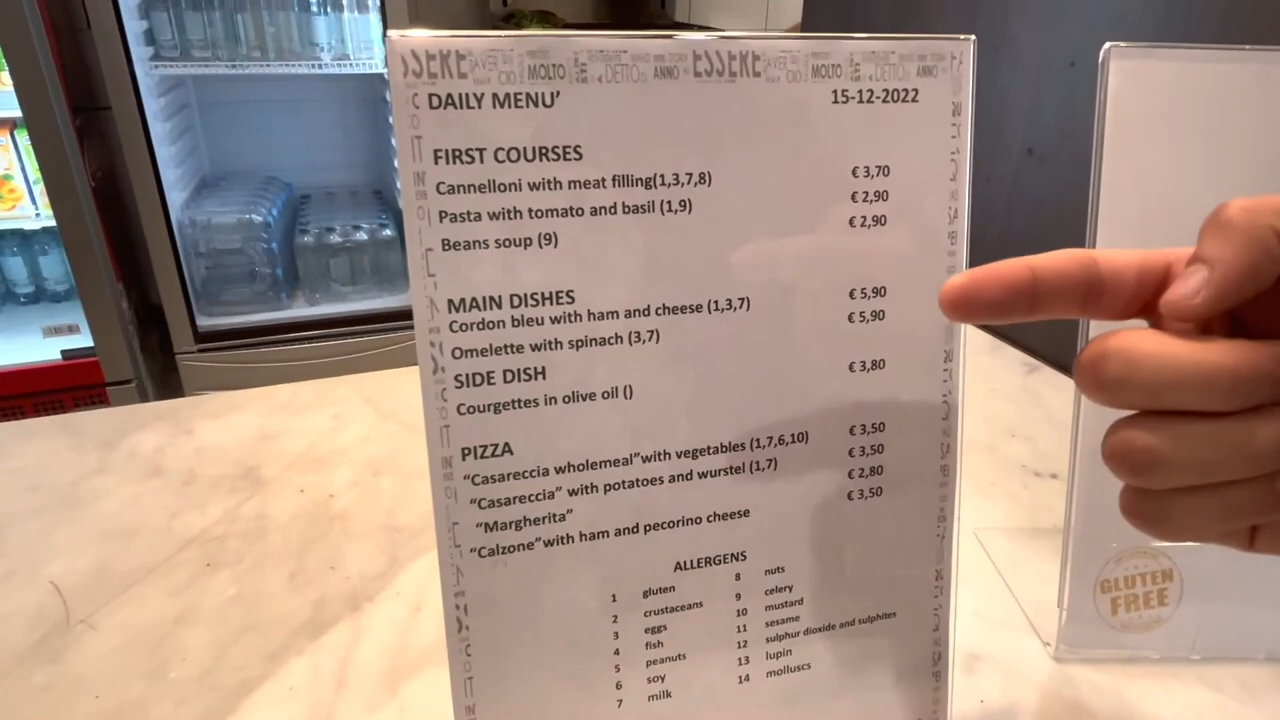 ESSERE MOLTO DETTO ANNO ESSERE MOLTO DETTO ANNO
DAILY MENU’ 15-12-2022
FIRST COURSES
Cannelloni with meat filling(1,3,7,8) € 3,70
Pasta with tomato and basil (1,9) € 2,90
Beans soup (9) € 2,90
MAIN DISHES
Cordon bleu with ham and cheese (1,3,7) € 5,90
Omelette with spinach (3,7) € 5,90
SIDE DISH
Courgettes in olive oil () € 3,80
PIZZA
“Casareccia wholemeal”with vegetables (1,7,6,10) € 3,50
“Casareccia” with potatoes and wurstel (1,7) € 3,50
“Margherita” € 2,80
“Calzone”with ham and pecorino cheese € 3,50
ALLERGENS
1 gluten 8 nuts
2 crustaceans 9 celery
3 eggs 10 mustard
4 fish 11 sesame
5 peanuts 12 sulphur dioxide and sulphites
6 soy 13 lupin
7 milk 14 molluscs
GLUTEN
FREE